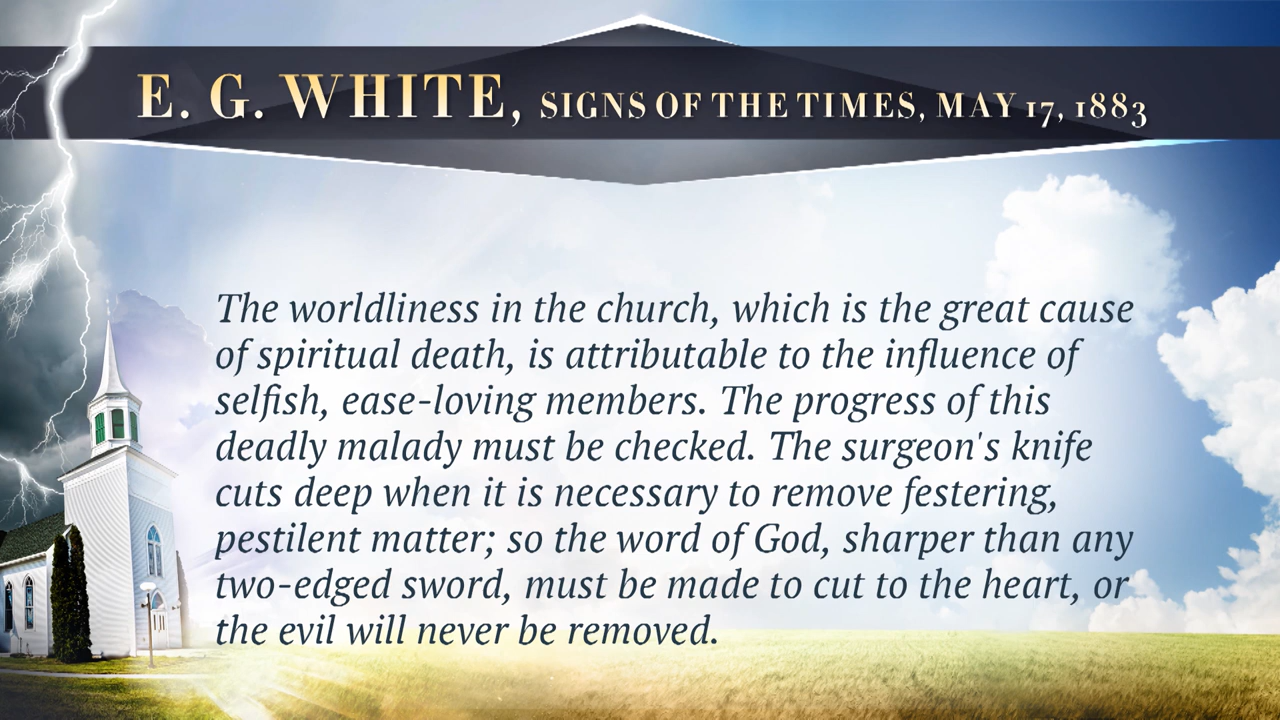 E. G. WHITE, SIGNS OF THE TIMES, MAY 17, 1883
The worldliness in the church, which is the great cause
of spiritual death, is attributable to the influence of
selfish, ease-loving members. The progress of this
deadly malady must be checked. The surgeon's knife
cuts deep when it is necessary to remove festering,
pestilent matter; so the word of God, sharper than any
two-edged sword, must be made to cut to the heart, or
the evil will never be removed.